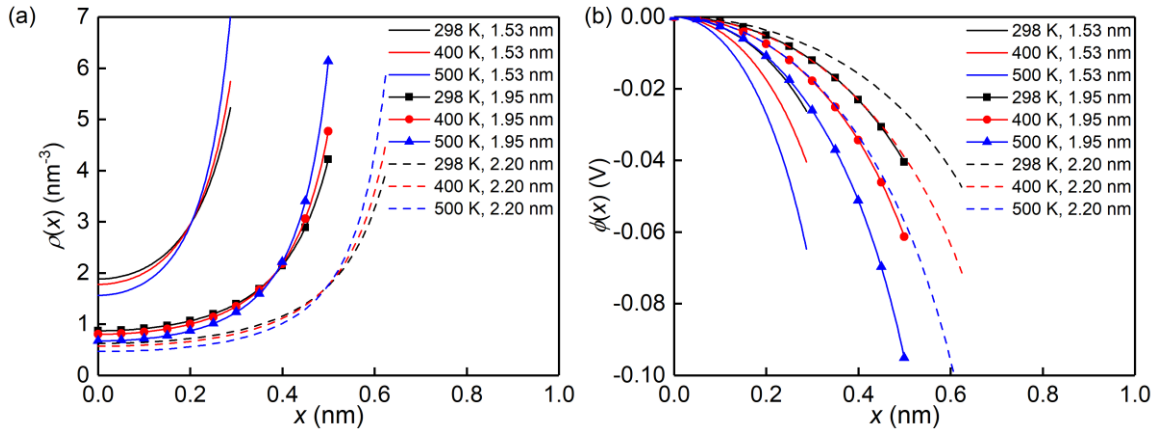 (a)
7
6
5
4
3
2
1
0
ρ(x) (nm-3)
0.0 0.2 0.4 0.6 0.8 1.0
x (nm)
298 K, 1.53 nm
400 K, 1.53 nm
500 K, 1.53 nm
298 K, 1.95 nm
400 K, 1.95 nm
500 K, 1.95 nm
298 K, 2.20 nm
400 K, 2.20 nm
500 K, 2.20 nm
(b)
0.00
-0.02
-0.04
-0.06
-0.08
-0.10
ϕ(x) (V)
0.0 0.2 0.4 0.6 0.8 1.0
x (nm)
298 K, 1.53 nm
400 K, 1.53 nm
500 K, 1.53 nm
298 K, 1.95 nm
400 K, 1.95 nm
500 K, 1.95 nm
298 K, 2.20 nm
400 K, 2.20 nm
500 K, 2.20 nm